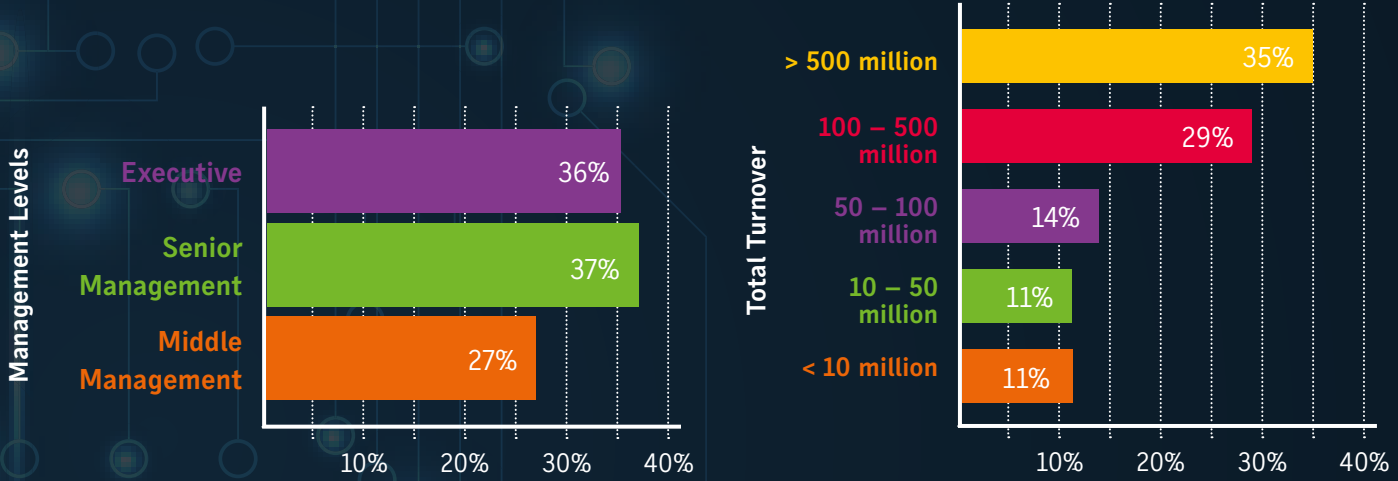 Management Levels
Executive
36%
Senior
Management
37%
Middle
Management
27%
10% 20% 30% 40%
Total Turnover
> 500 million
35%
100 – 500
million
29%
50 – 100
million
14%
10 – 50
million
11%
< 10 million
11%
10% 20% 30% 40%